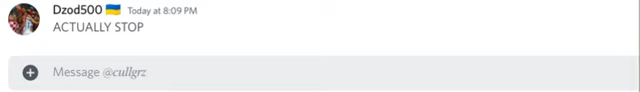 Dzod500 🇺🇦 Today at 8:09 PM
ACTUALLY STOP
Message @cullgrz